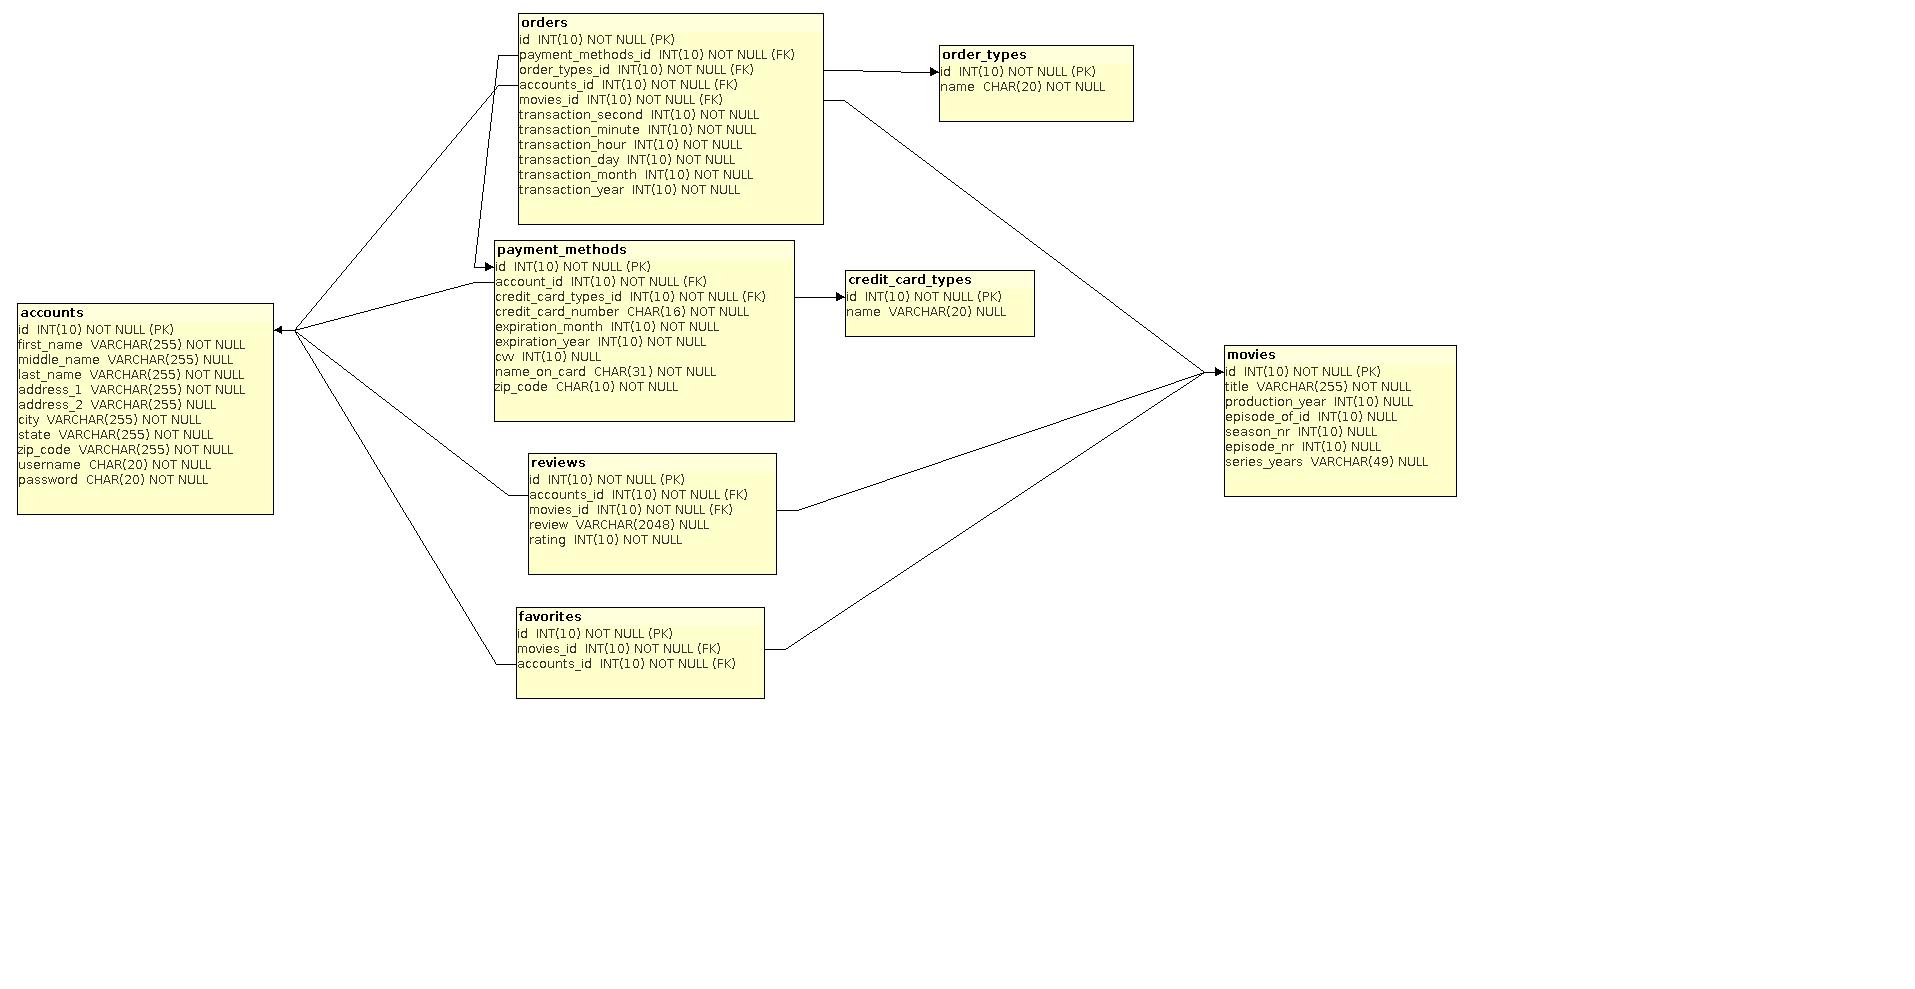 orders
id INT(10) NOT NULL (PK)
payment_methods_id INT(10) NOT NULL (FK)
order_types_id INT(10) NOT NULL (FK)
accounts_id INT(10) NOT NULL (FK)
movies_id INT(10) NOT NULL (FK)
transaction_second INT(10) NOT NULL
transaction_minute INT(10) NOT NULL
transaction_hour INT(10) NOT NULL
transaction_day INT(10) NOT NULL
transaction_month INT(10) NOT NULL
transaction_year INT(10) NOT NULL
order_types
id INT(10) NOT NULL (PK)
name CHAR(20) NOT NULL
payment_methods
id INT(10) NOT NULL (PK)
account_id INT(10) NOT NULL (FK)
credit_card_types_id INT(10) NOT NULL (FK)
credit_card_number CHAR(16) NOT NULL
expiration_month INT(10) NOT NULL
expiration_year INT(10) NOT NULL
cvv INT(10) NULL
name_on_card CHAR(31) NOT NULL
zip_code CHAR(10) NOT NULL
credit_card_types
id INT(10) NOT NULL (PK)
name VARCHAR(20) NULL
accounts
id INT(10) NOT NULL (PK)
first_name VARCHAR(255) NOT NULL
middle_name VARCHAR(255) NULL
last_name VARCHAR(255) NOT NULL
address_1 VARCHAR(255) NOT NULL
address_2 VARCHAR(255) NULL
city VARCHAR(255) NOT NULL
state VARCHAR(255) NOT NULL
zip_code VARCHAR(255) NOT NULL
username CHAR(20) NOT NULL
password CHAR(20) NOT NULL
movies
id INT(10) NOT NULL (PK)
title VARCHAR(255) NOT NULL
production_year INT(10) NOT NULL
episode_of_id INT(10) NULL
season_nr INT(10) NULL
episode_nr INT(10) NULL
series_years VARCHAR(49) NULL
reviews
id INT(10) NOT NULL (PK)
accounts_id INT(10) NOT NULL (FK)
movies_id INT(10) NOT NULL (FK)
review VARCHAR(2048) NULL
rating INT(10) NOT NULL
favorites
id INT(10) NOT NULL (PK)
movies_id INT(10) NOT NULL (FK)
accounts_id INT(10) NOT NULL (FK)